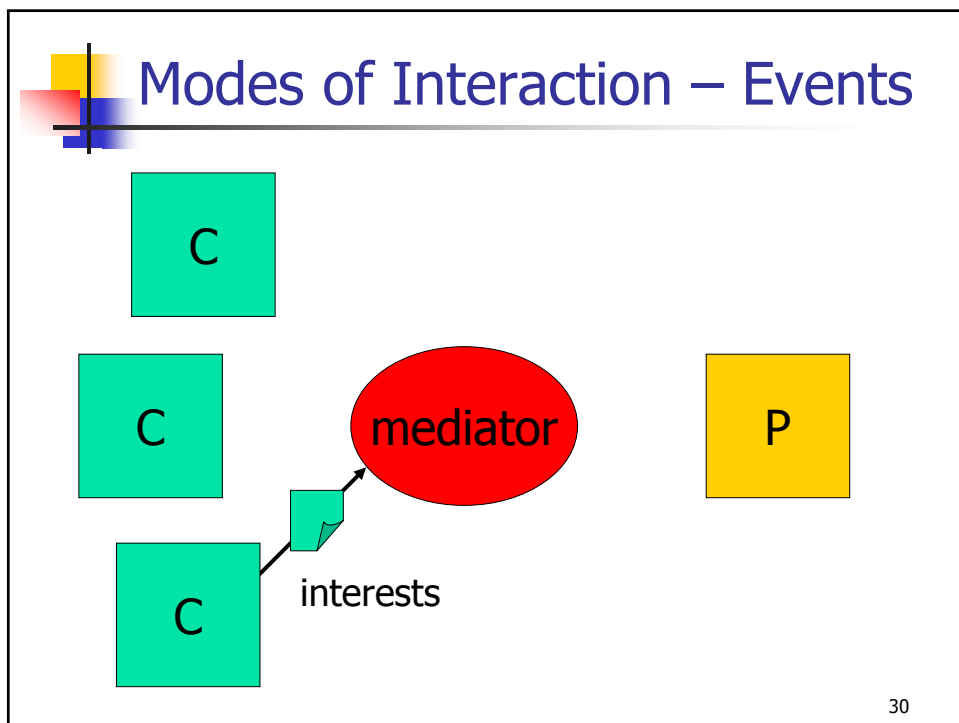 Modes of Interaction – Events
C
C
mediator
P
C
interests
30